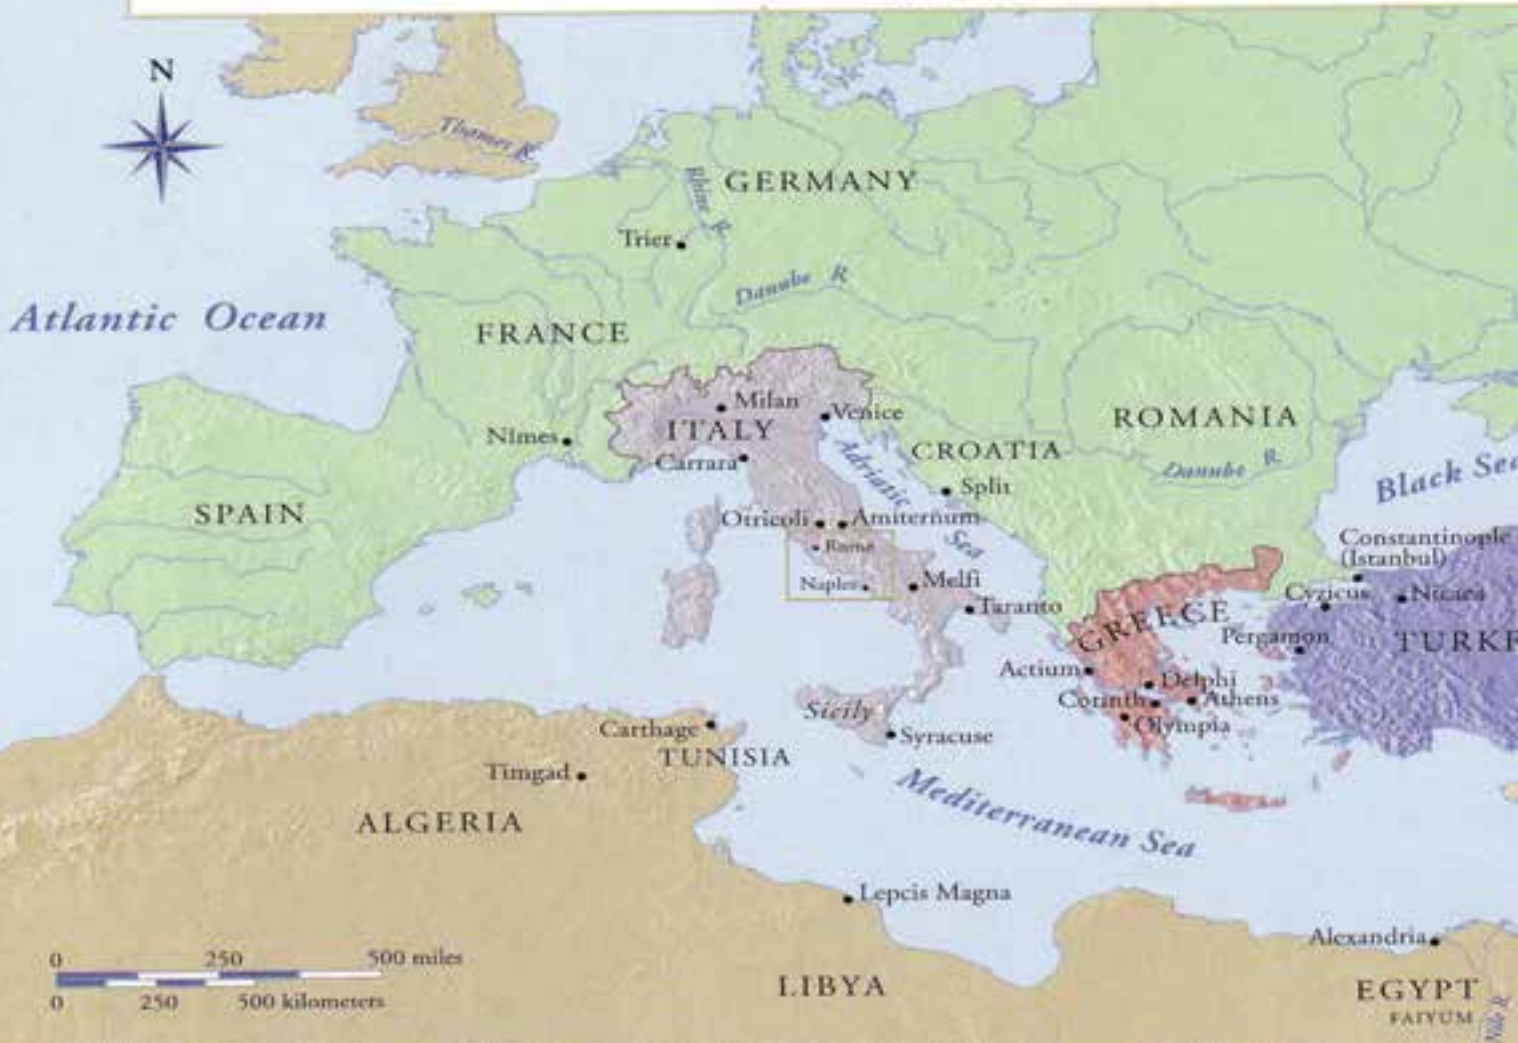 N
Thames R.
Rhine R.
GERMANY
Trier
Danube R
Atlantic Ocean
FRANCE
Milan
Venice
ITALY
Nîmes
Carrara
Adriatic Sea
CROATIA
ROMANIA
Danube R.
Black Sea
Split
SPAIN
Otricoli
Amiternum
Rome
Naples
Melfi
Taranto
Constantinople
(Istanbul)
Cyzicus
Nicaea
GREECE
Pergamon
TURKE
Actium
Delphi
Corinth
Athens
Olympia
Sicily
Syracuse
Carthage
TUNISIA
Timgad
ALGERIA
Mediterranean Sea
Lepcis Magna
Alexandria
LIBYA
EGYPT
FAIYUM
Nile R.
0 250 500 miles
0 250 500 kilometers